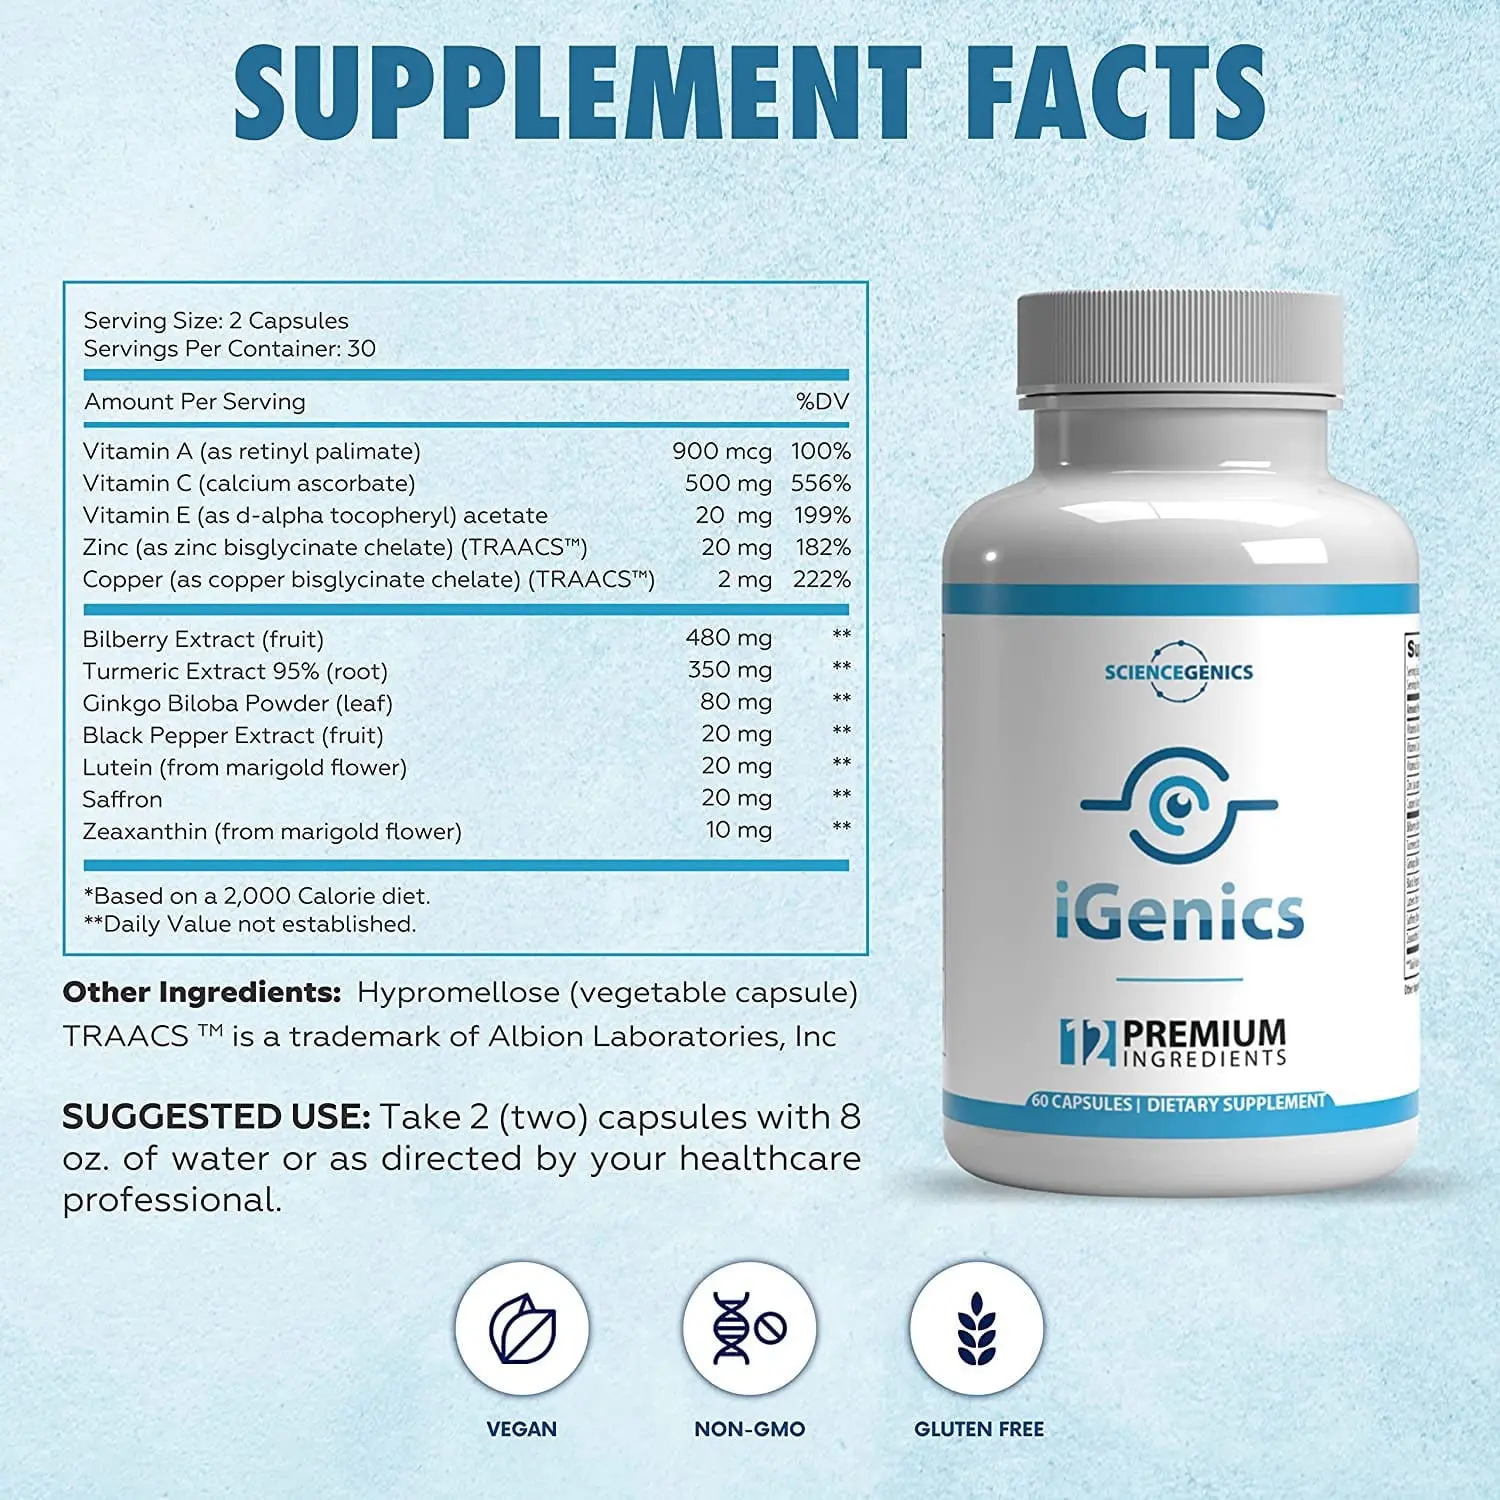 SUPPLEMENT FACTS
Serving Size: 2 Capsules
Servings Per Container: 30
Amount Per Serving %DV
Vitamin A (as retinyl palimate) 900 mcg 100%
Vitamin C (calcium ascorbate) 500 mg 556%
Vitamin E (as d-alpha tocopheryl) acetate 20 mg 199%
Zinc (as zinc bisglycinate chelate) (TRAACS™) 20 mg 182%
Copper (as copper bisglycinate chelate) (TRAACS™) 2 mg 222%
Bilberry Extract (fruit) 480 mg **
Turmeric Extract 95% (root) 350 mg **
Ginkgo Biloba Powder (leaf) 80 mg **
Black Pepper Extract (fruit) 20 mg **
Lutein (from marigold flower) 20 mg **
Saffron 20 mg **
Zeaxanthin (from marigold flower) 10 mg **
*Based on a 2,000 Calorie diet.
**Daily Value not established.
Other Ingredients: Hypromellose (vegetable capsule)
TRAACS ™ is a trademark of Albion Laboratories, Inc
SUGGESTED USE: Take 2 (two) capsules with 8
oz. of water or as directed by your healthcare
professional.
SCIENCEGENICS
iGenics
12 PREMIUM
INGREDIENTS
60 CAPSULES | DIETARY SUPPLEMENT
VEGAN
NON-GMO
GLUTEN FREE